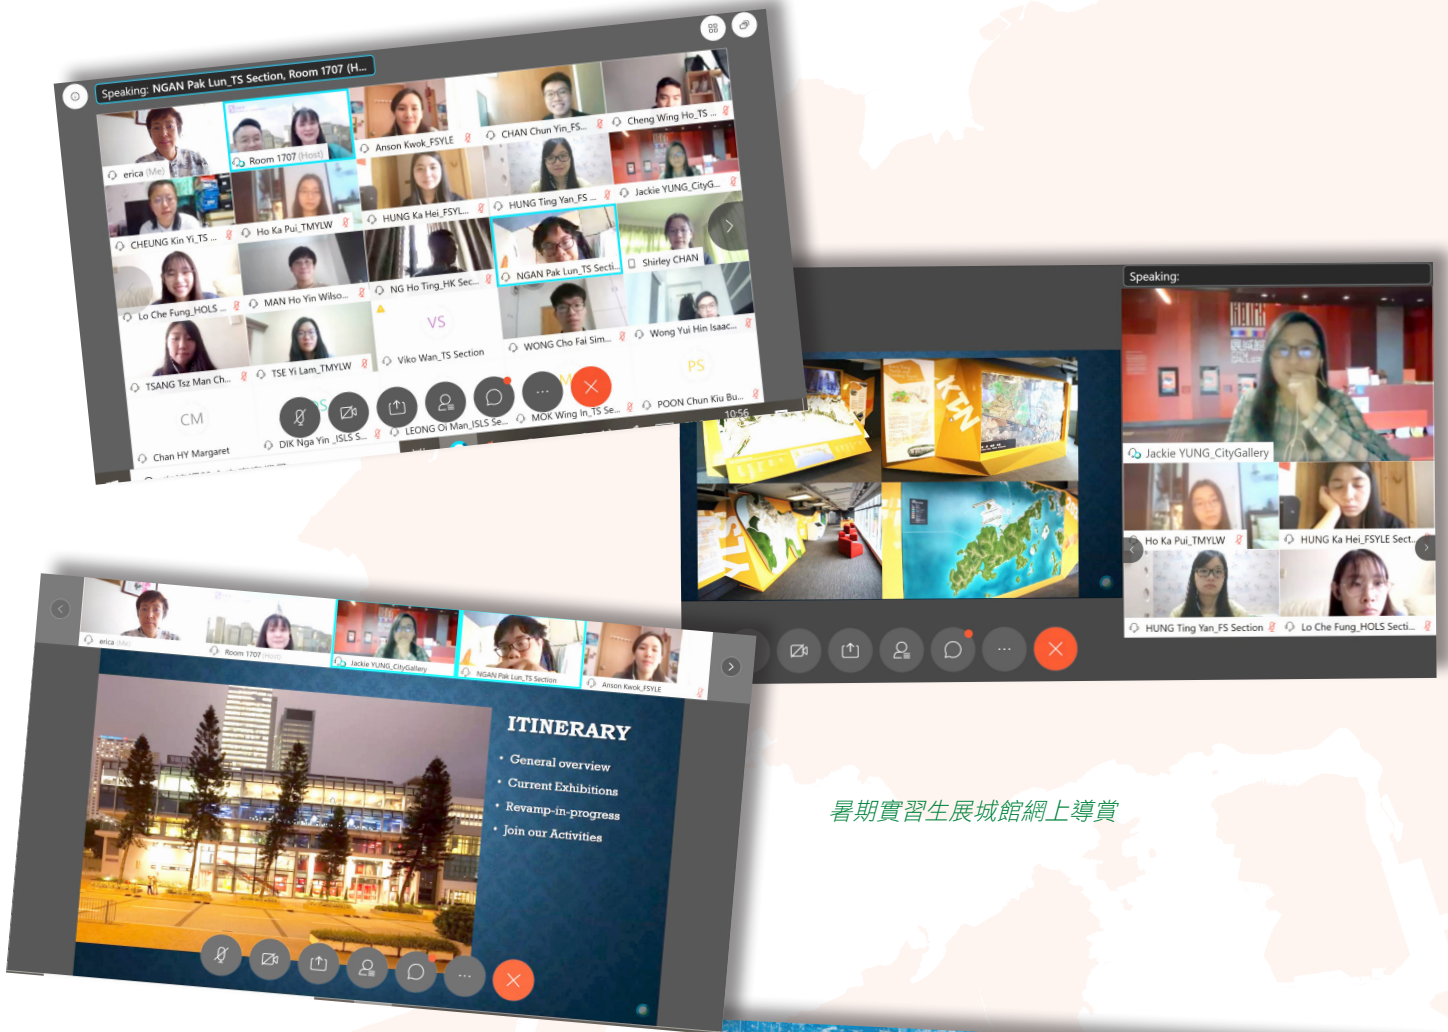 Speaking: NGAN Pak Lun_TS Section, Room 1707 (H...
erica (Me)
Room 1707 (Host)
Anson Kwok_FSYLE
CHAN Chun Yin_FS...
Cheng Wing Ho_TS ...
CHEUNG Kin Yi_TS ...
Ho Ka Pui_TMYLW
HUNG Ka Hei_FSYL...
HUNG Ting Yan_FS ...
Jackie YUNG_CityG...
Lo Che Fung_HOLS ...
MAN Ho Yin Wilso...
NG Ho Ting_HK Sec...
NGAN Pak Lun_TS Secti...
Shirley CHAN
TSANG Tsz Man Ch...
TSE Yi Lam_TMYLW
VS
Viko Wan_TS Section
WONG Cho Fai Sim...
Wong Yui Hin Isaac...
CM
PS
Chan HY Margaret
DIK Nga Yin _ISLS S...
LEONG Oi Man_ISLS Se...
MOK Wing In_TS Se...
POON Chun Kiu Bu...
10:56
Speaking:
KTN
Jackie YUNG_CityGallery
Ho Ka Pui_TMYLW
HUNG Ka Hei_FSYLE Sect...
HUNG Ting Yan_FS Section
Lo Che Fung_HOLS Secti...
erica (Me)
Room 1707 (Host)
Jackie YUNG_CityGallery
NGAN Pak Lun_TS Section
Anson Kwok_FSYLE
ITINERARY
• General overview
• Current Exhibitions
• Revamp-in-progress
• Join our Activities
暑期實習生展城館網上導賞